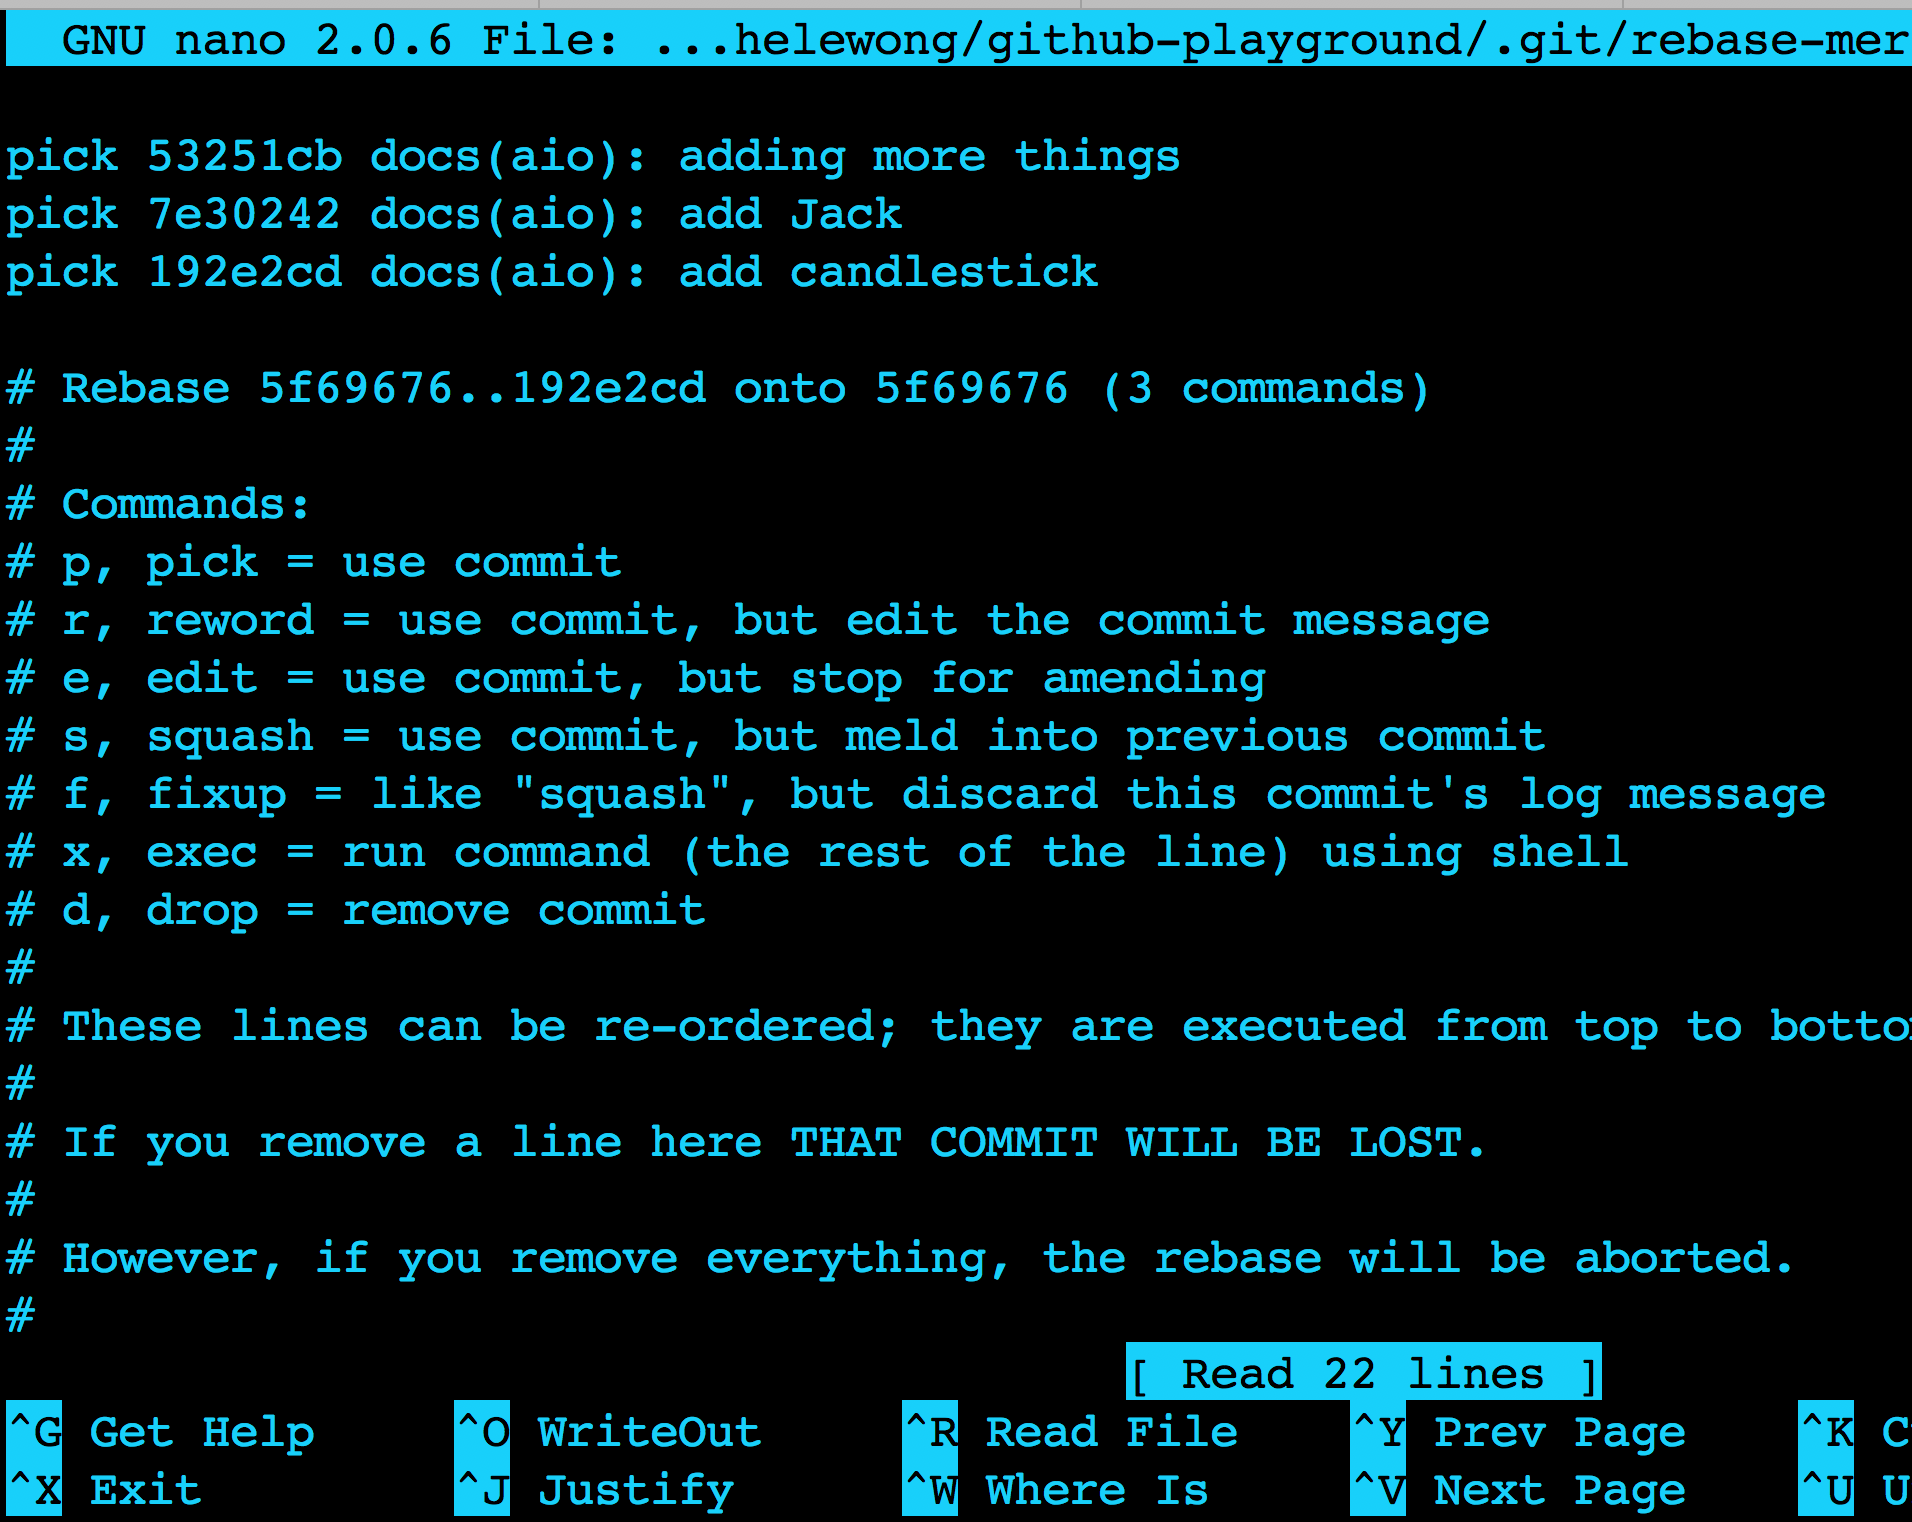 GNU nano 2.0.6 File: ...helewong/github-playground/.git/rebase-mer
pick 53251cb docs(aio): adding more things
pick 7e30242 docs(aio): add Jack
pick 192e2cd docs(aio): add candlestick
# Rebase 5f69676..192e2cd onto 5f69676 (3 commands)
#
# Commands:
# p, pick = use commit
# r, reword = use commit, but edit the commit message
# e, edit = use commit, but stop for amending
# s, squash = use commit, but meld into previous commit
# f, fixup = like "squash", but discard this commit's log message
# x, exec = run command (the rest of the line) using shell
# d, drop = remove commit
#
# These lines can be re-ordered; they are executed from top to botto
#
# If you remove a line here THAT COMMIT WILL BE LOST.
#
# However, if you remove everything, the rebase will be aborted.
#
[ Read 22 lines ]
^G Get Help ^O WriteOut ^R Read File ^Y Prev Page ^K C
^X Exit ^J Justify ^W Where Is ^V Next Page ^U U